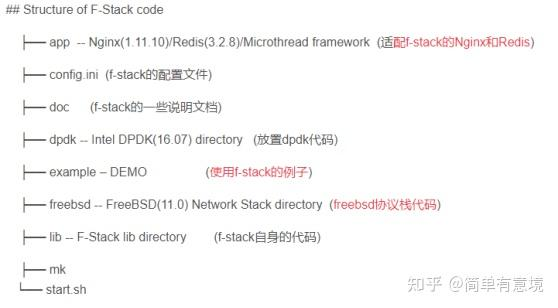 ## Structure of F-Stack code
├── app -- Nginx(1.11.10)/Redis(3.2.8)/Microthread framework (适配f-stack的Nginx和Redis)
├── config.ini (f-stack的配置文件)
├── doc (f-stack的一些说明文档)
├── dpdk -- Intel DPDK(16.07) directory (放置dpdk代码)
├── example – DEMO (使用f-stack的例子)
├── freebsd -- FreeBSD(11.0) Network Stack directory (freebsd协议栈代码)
├── lib -- F-Stack lib directory (f-stack自身的代码)
├── mk
└── start.sh
知乎 @简单有意境